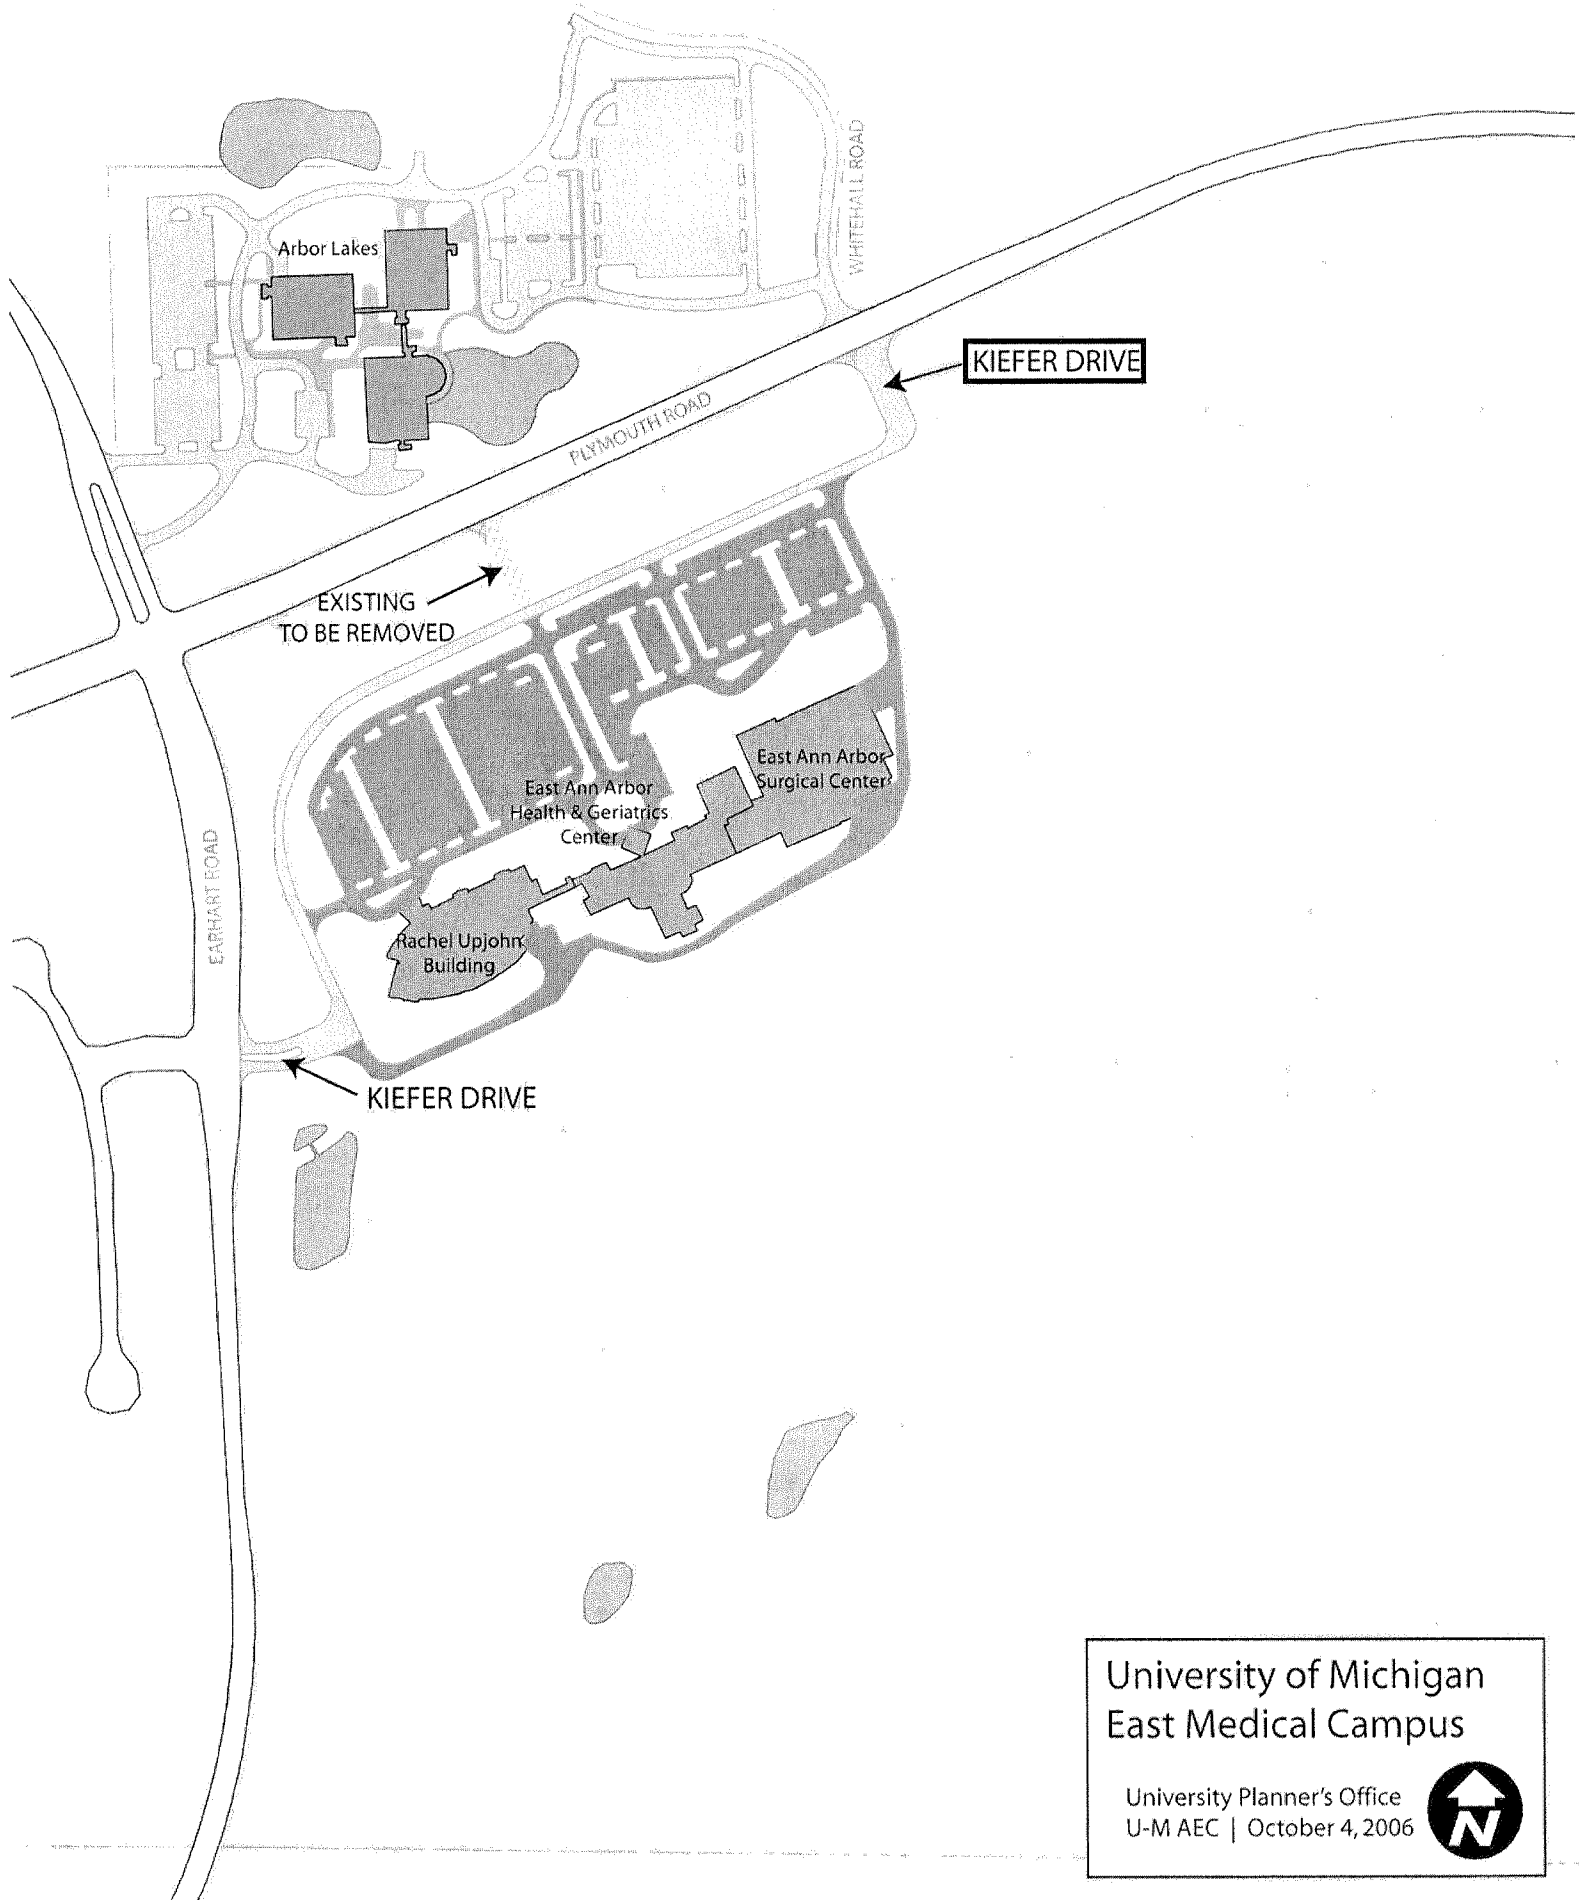 WHITEHALL ROAD
Arbor Lakes
KIEFER DRIVE
PLYMOUTH ROAD
EXISTING
TO BE REMOVED
East Ann Arbor
Surgical Center
East Ann Arbor
Health & Geriatrics
Center
EARHART ROAD
Rachel Upjohn
Building
KIEFER DRIVE
University of Michigan
East Medical Campus
University Planner's Office
U-M AEC | October 4, 2006
N